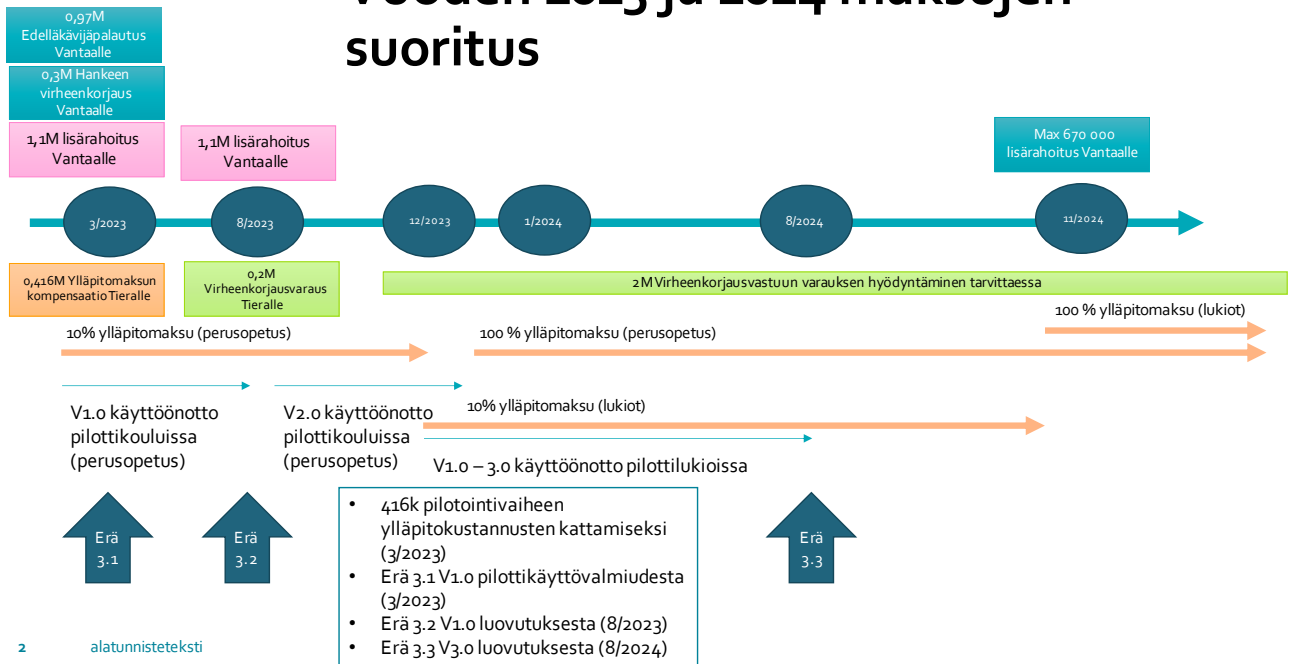 Vuoden 2023 ja 2024 maksujen
suoritus
0,97M
Edelläkävijäpalautus
Vantaalle
0,3M Hankeen
virheenkorjaus
Vantaalle
1,1M lisärahoitus
Vantaalle
1,1M lisärahoitus
Vantaalle
Max 670 000
lisärahoitus Vantaalle
3/2023
8/2023
12/2023
1/2024
8/2024
11/2024
0,416M Ylläpitomaksun
kompensaatio Tieralle
0,2M
Virheenkorjausvaraus
Tieralle
2M Virheenkorjausvastuun varauksen hyödyntäminen tarvittaessa
100 % ylläpitomaksu (lukiot)
10% ylläpitomaksu (perusopetus)
100 % ylläpitomaksu (perusopetus)
V1.0 käyttöönotto
pilottikouluissa
(perusopetus)
V2.0 käyttöönotto
pilottikouluissa
(perusopetus)
10% ylläpitomaksu (lukiot)
V1.0 – 3.0 käyttöönotto pilottilukioissa
Erä
3.1
Erä
3.2
• 416k pilotointivaiheen
ylläpitokustannusten kattamiseksi
(3/2023)
• Erä 3.1 V1.0 pilottikäyttövalmiudesta
(3/2023)
• Erä 3.2 V1.0 luovutuksesta (8/2023)
• Erä 3.3 V3.0 luovutuksesta (8/2024)
Erä
3.3
2 alatunnisteteksti